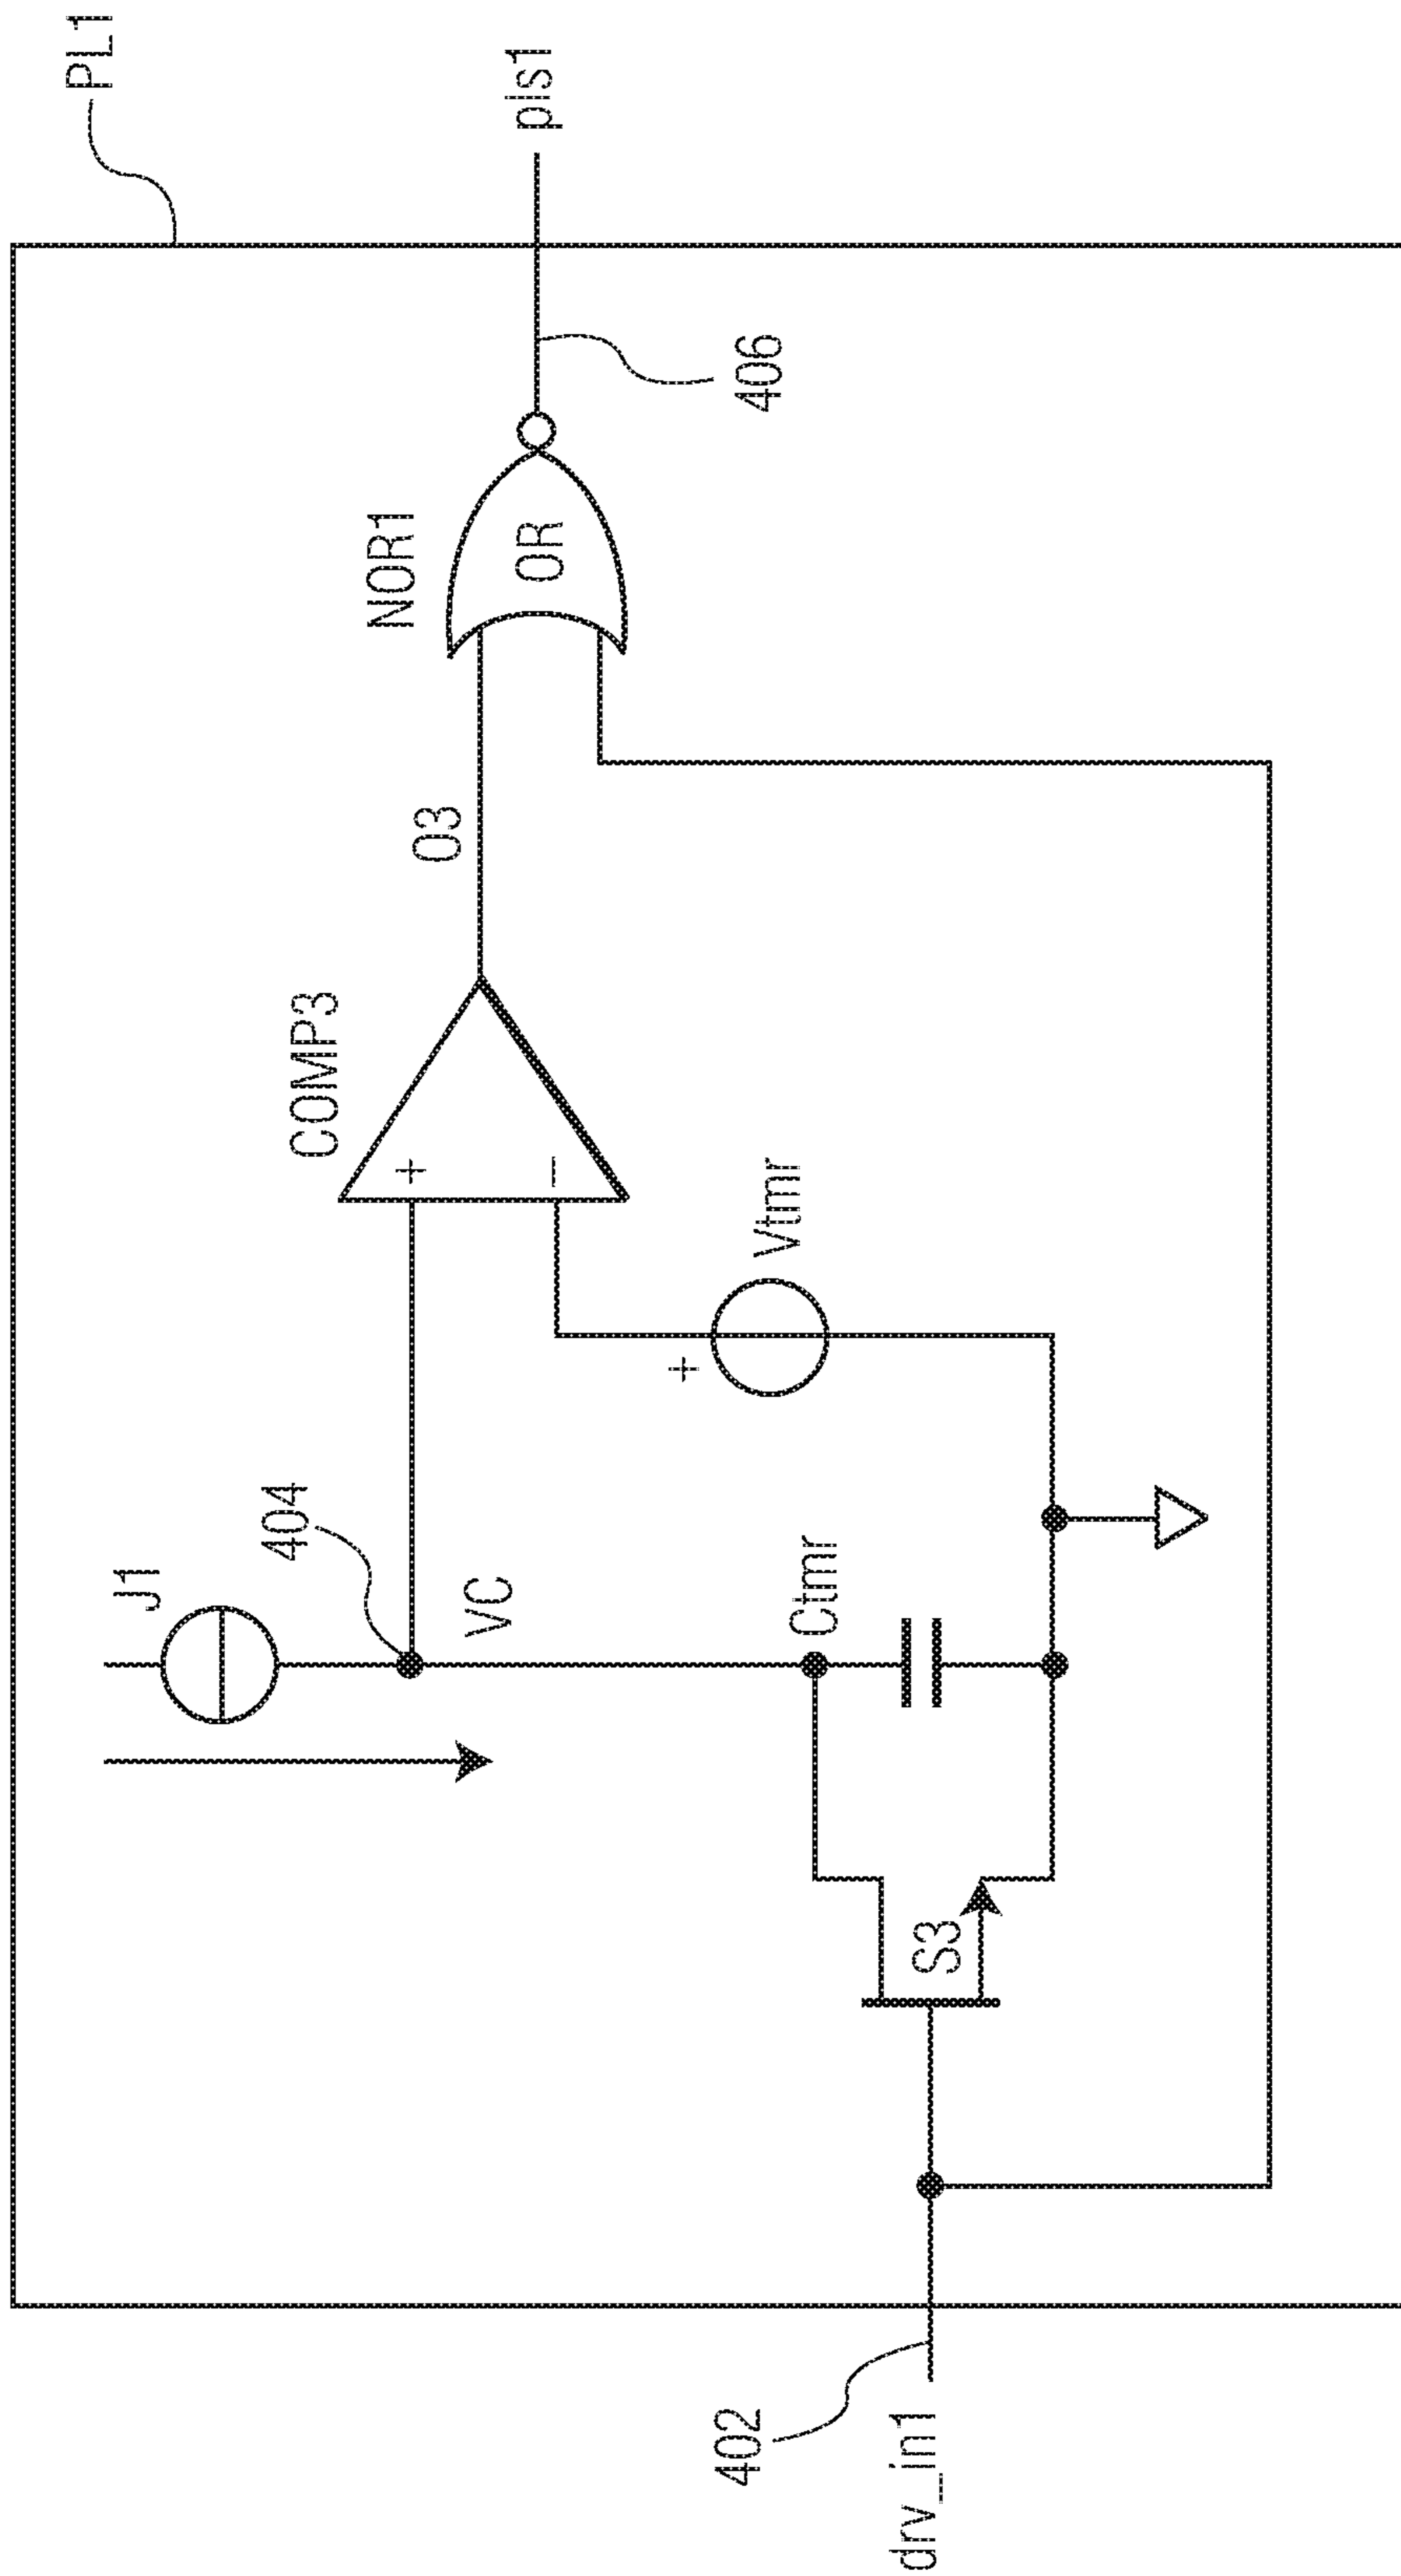 PL1
J1
404
VC
COMP3
+
−
O3
NOR1
OR
pls1
406
Ctmr
+
Vtmr
S3
402
drv_in1